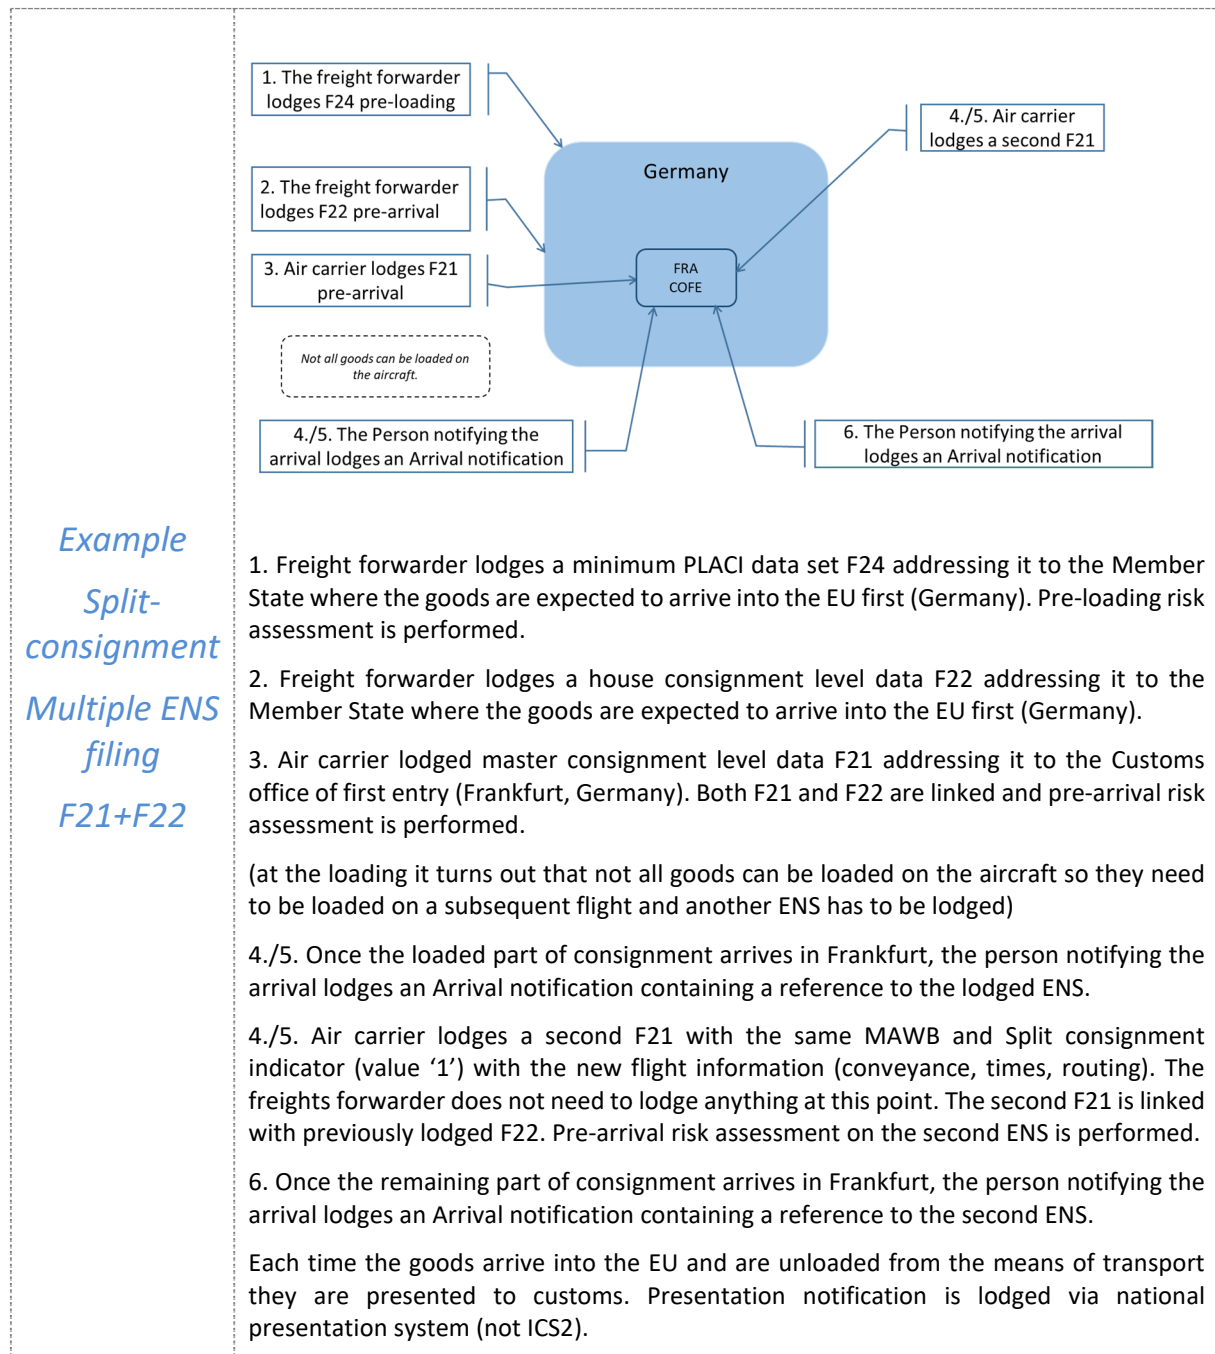 1. The freight forwarder
lodges F24 pre-loading
4./5. Air carrier
lodges a second F21
Germany
2. The freight forwarder
lodges F22 pre-arrival
3. Air carrier lodges F21
pre-arrival
FRA
COFE
Not all goods can be loaded on
the aircraft.
4./5. The Person notifying the
arrival lodges an Arrival notification
6. The Person notifying the arrival
lodges an Arrival notification
Example
Split-
consignment
Multiple ENS
filing
F21+F22
1. Freight forwarder lodges a minimum PLACI data set F24 addressing it to the Member
State where the goods are expected to arrive into the EU first (Germany). Pre-loading risk
assessment is performed.
2. Freight forwarder lodges a house consignment level data F22 addressing it to the
Member State where the goods are expected to arrive into the EU first (Germany).
3. Air carrier lodged master consignment level data F21 addressing it to the Customs
office of first entry (Frankfurt, Germany). Both F21 and F22 are linked and pre-arrival risk
assessment is performed.
(at the loading it turns out that not all goods can be loaded on the aircraft so they need
to be loaded on a subsequent flight and another ENS has to be lodged)
4./5. Once the loaded part of consignment arrives in Frankfurt, the person notifying the
arrival lodges an Arrival notification containing a reference to the lodged ENS.
4./5. Air carrier lodges a second F21 with the same MAWB and Split consignment
indicator (value ‘1’) with the new flight information (conveyance, times, routing). The
freights forwarder does not need to lodge anything at this point. The second F21 is linked
with previously lodged F22. Pre-arrival risk assessment on the second ENS is performed.
6. Once the remaining part of consignment arrives in Frankfurt, the person notifying the
arrival lodges an Arrival notification containing a reference to the second ENS.
Each time the goods arrive into the EU and are unloaded from the means of transport
they are presented to customs. Presentation notification is lodged via national
presentation system (not ICS2).